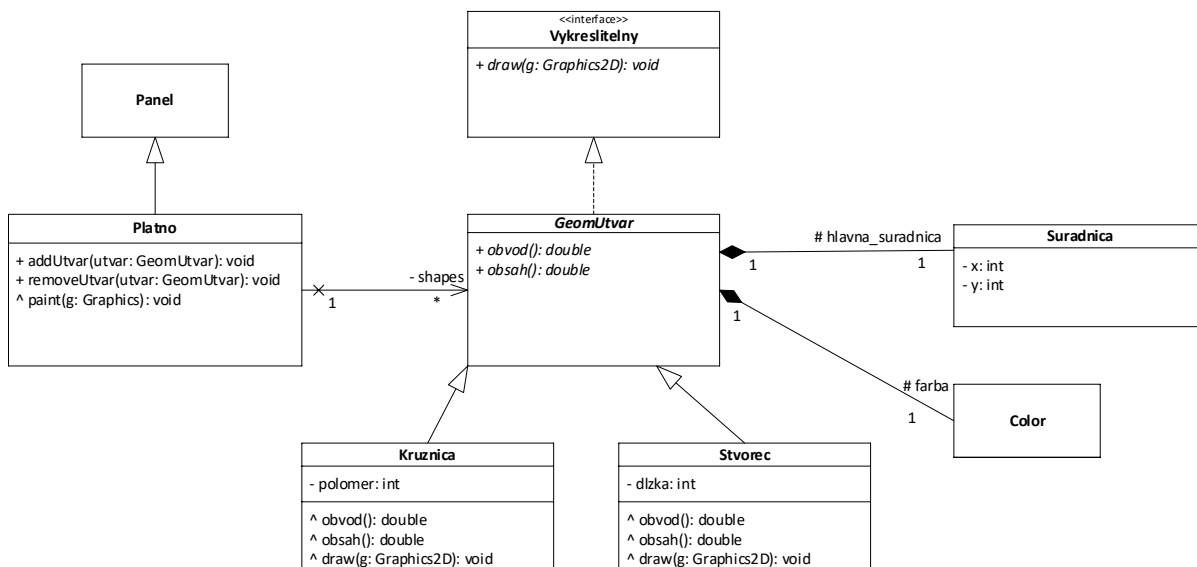 <<interface>>
Vykreslitelny
+ draw(g: Graphics2D): void
Panel
Platno
+ addUtvar(utvar: GeomUtvar): void
+ removeUtvar(utvar: GeomUtvar): void
^ paint(g: Graphics): void
- shapes
1
*
GeomUtvar
+ obvod(): double
+ obsah(): double
# hlavna_suradnica
1
1
Suradnica
- x: int
- y: int
1
# farba
1
Color
Kruznica
- polomer: int
^ obvod(): double
^ obsah(): double
^ draw(g: Graphics2D): void
Stvorec
- dlzka: int
^ obvod(): double
^ obsah(): double
^ draw(g: Graphics2D): void